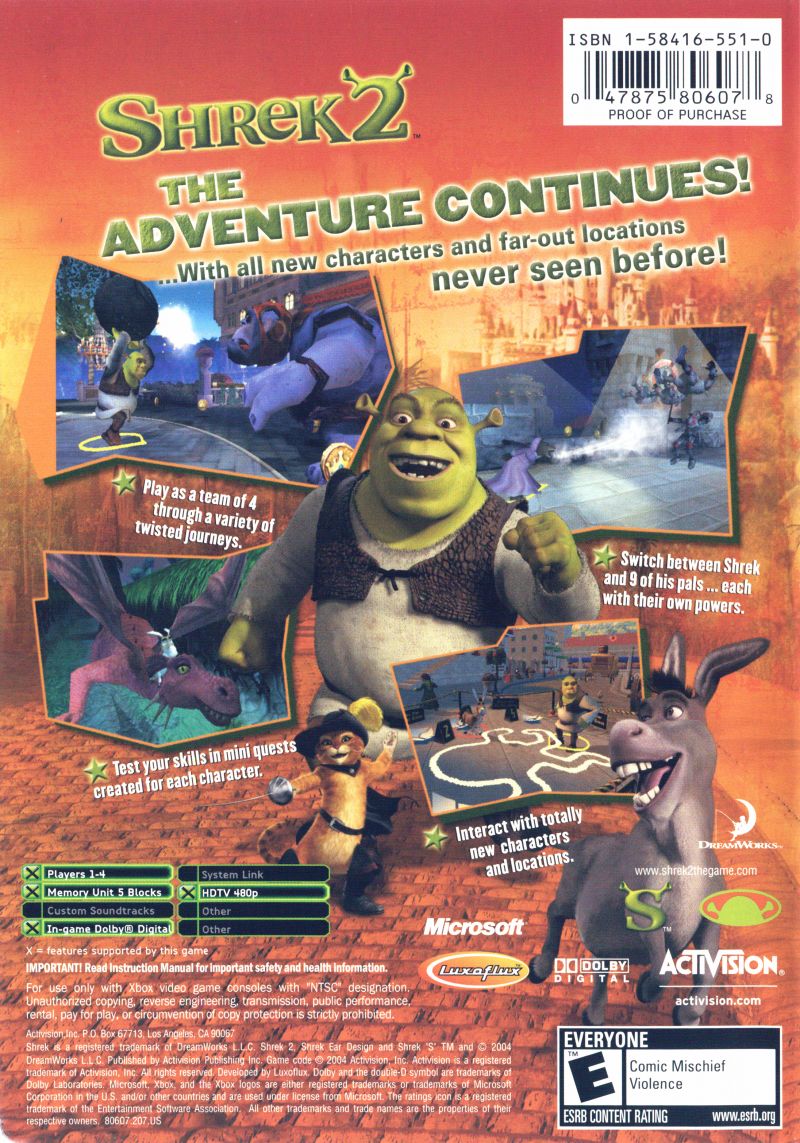 ISBN 1-58416-551-0
0 47875 80607 8
PROOF OF PURCHASE
SHREK 2™
THE
ADVENTURE CONTINUES!
...With all new characters and far-out locations
never seen before!
Play as a team of 4
through a variety of
twisted journeys.
Switch between Shrek
and 9 of his pals ... each
with their own powers.
Test your skills in mini quests
created for each character.
Interact with totally
new characters
and locations.
DREAMWORKS™
www.shrek2thegame.com
X Players 1-4
X Memory Unit 5 Blocks
Custom Soundtracks
X In-game Dolby® Digital
System Link
X HDTV 480p
Other
Other
X = features supported by this game
IMPORTANT! Read Instruction Manual for important safety and health information.
For use only with Xbox video game consoles with "NTSC" designation.
Unauthorized copying, reverse engineering, transmission, public performance,
rental, pay for play, or circumvention of copy protection is strictly prohibited.
Microsoft
Luxoflux
DOLBY
DIGITAL
S™
ACTIVISION®
activision.com
Activision, Inc. P.O. Box 67713, Los Angeles, CA 90067
Shrek is a registered trademark of DreamWorks L.L.C. Shrek 2, Shrek Ear Design and Shrek 'S' TM and © 2004
DreamWorks L.L.C. Published by Activision Publishing Inc. Game code © 2004 Activision, Inc. Activision is a registered
trademark of Activision, Inc. All rights reserved. Developed by Luxoflux. Dolby and the double-D symbol are trademarks of
Dolby Laboratories. Microsoft, Xbox, and the Xbox logos are either registered trademarks or trademarks of Microsoft
Corporation in the U.S. and/or other countries and are used under license from Microsoft. The ratings icon is a registered
trademark of the Entertainment Software Association. All other trademarks and trade names are the properties of their
respective owners. 80607.207.US
EVERYONE
E™
Comic Mischief
Violence
ESRB CONTENT RATING www.esrb.org